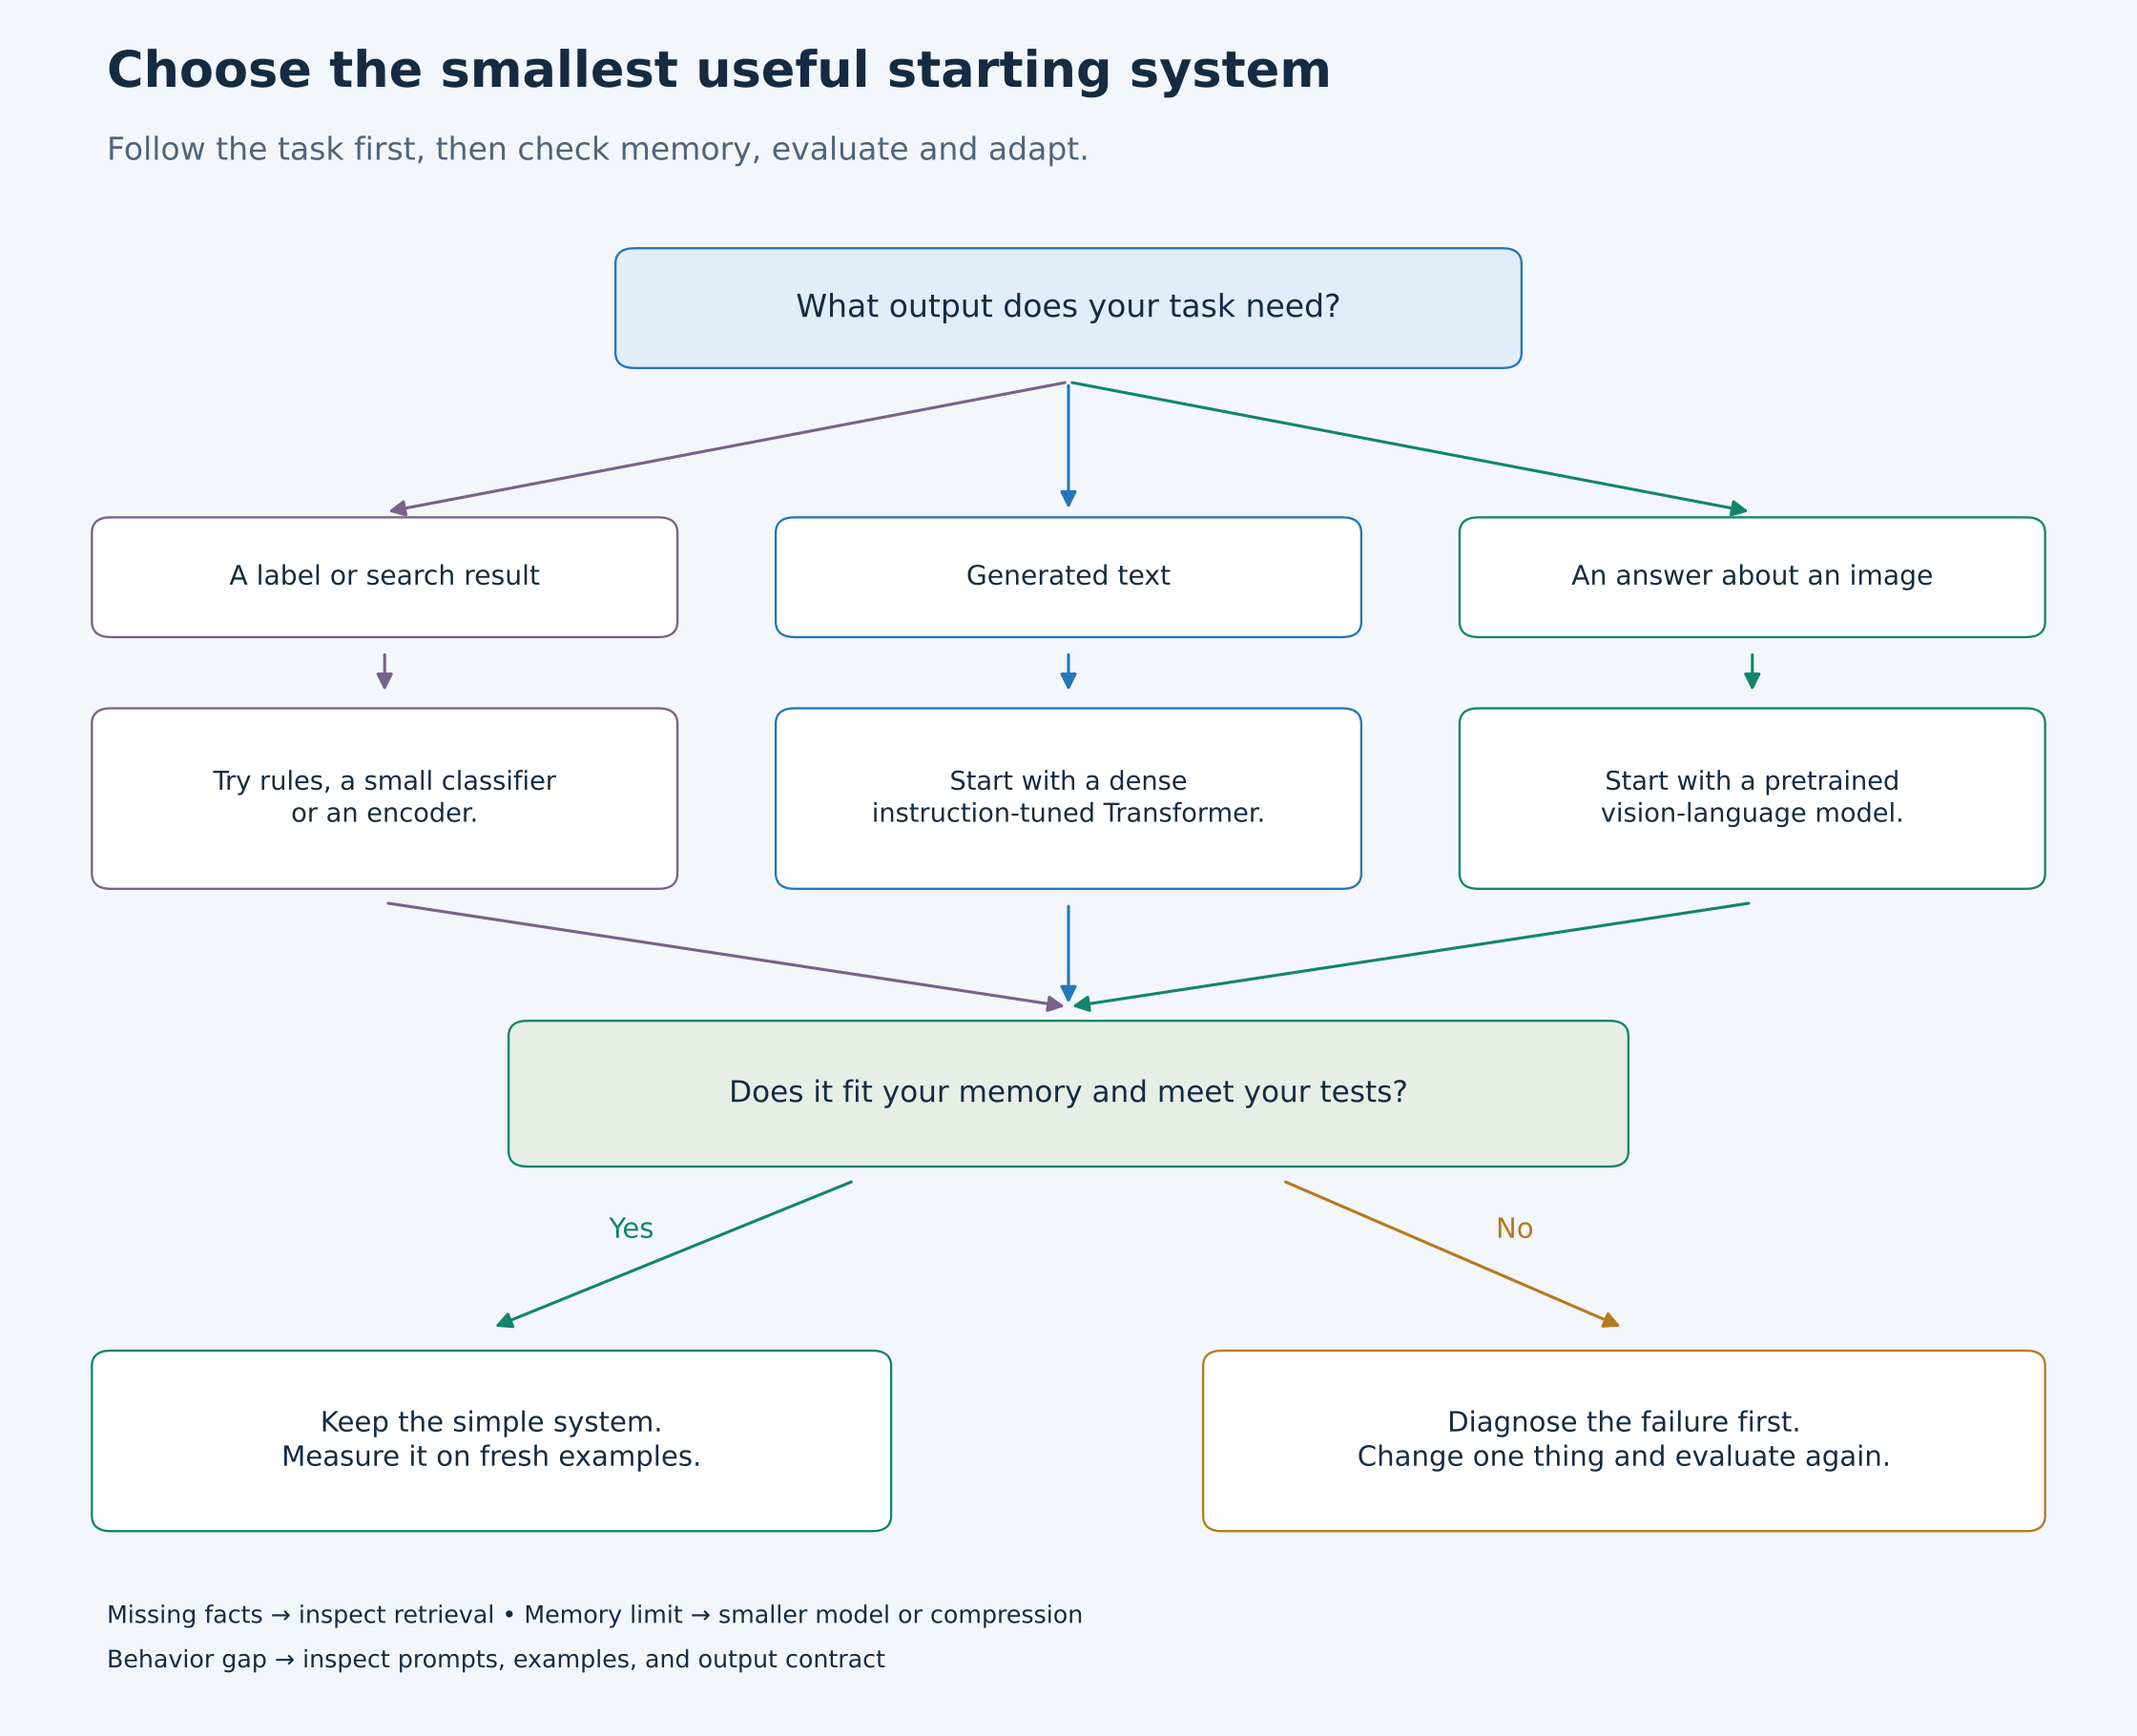 Choose the smallest useful starting system
Follow the task first, then check memory, evaluate and adapt.
What output does your task need?
A label or search result
Generated text
An answer about an image
Try rules, a small classifier
or an encoder.
Start with a dense
instruction-tuned Transformer.
Start with a pretrained
vision-language model.
Does it fit your memory and meet your tests?
Yes
No
Keep the simple system.
Measure it on fresh examples.
Diagnose the failure first.
Change one thing and evaluate again.
Missing facts → inspect retrieval • Memory limit → smaller model or compression
Behavior gap → inspect prompts, examples, and output contract